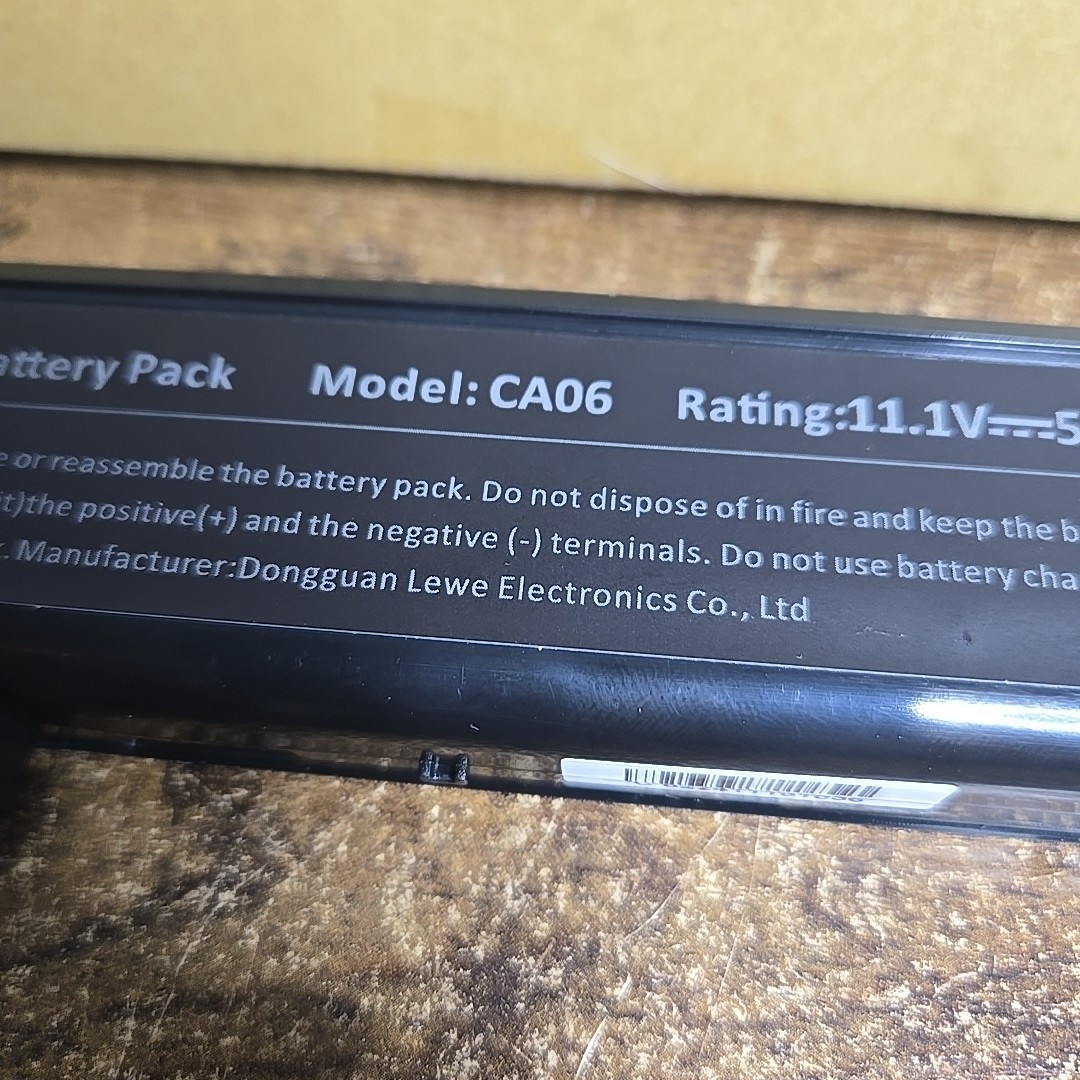 attery Pack Model: CA06 Rating:11.1V⎓5
e or reassemble the battery pack. Do not dispose of in fire and keep the b
it)the positive(+) and the negative (-) terminals. Do not use battery cha
r. Manufacturer:Dongguan Lewe Electronics Co., Ltd